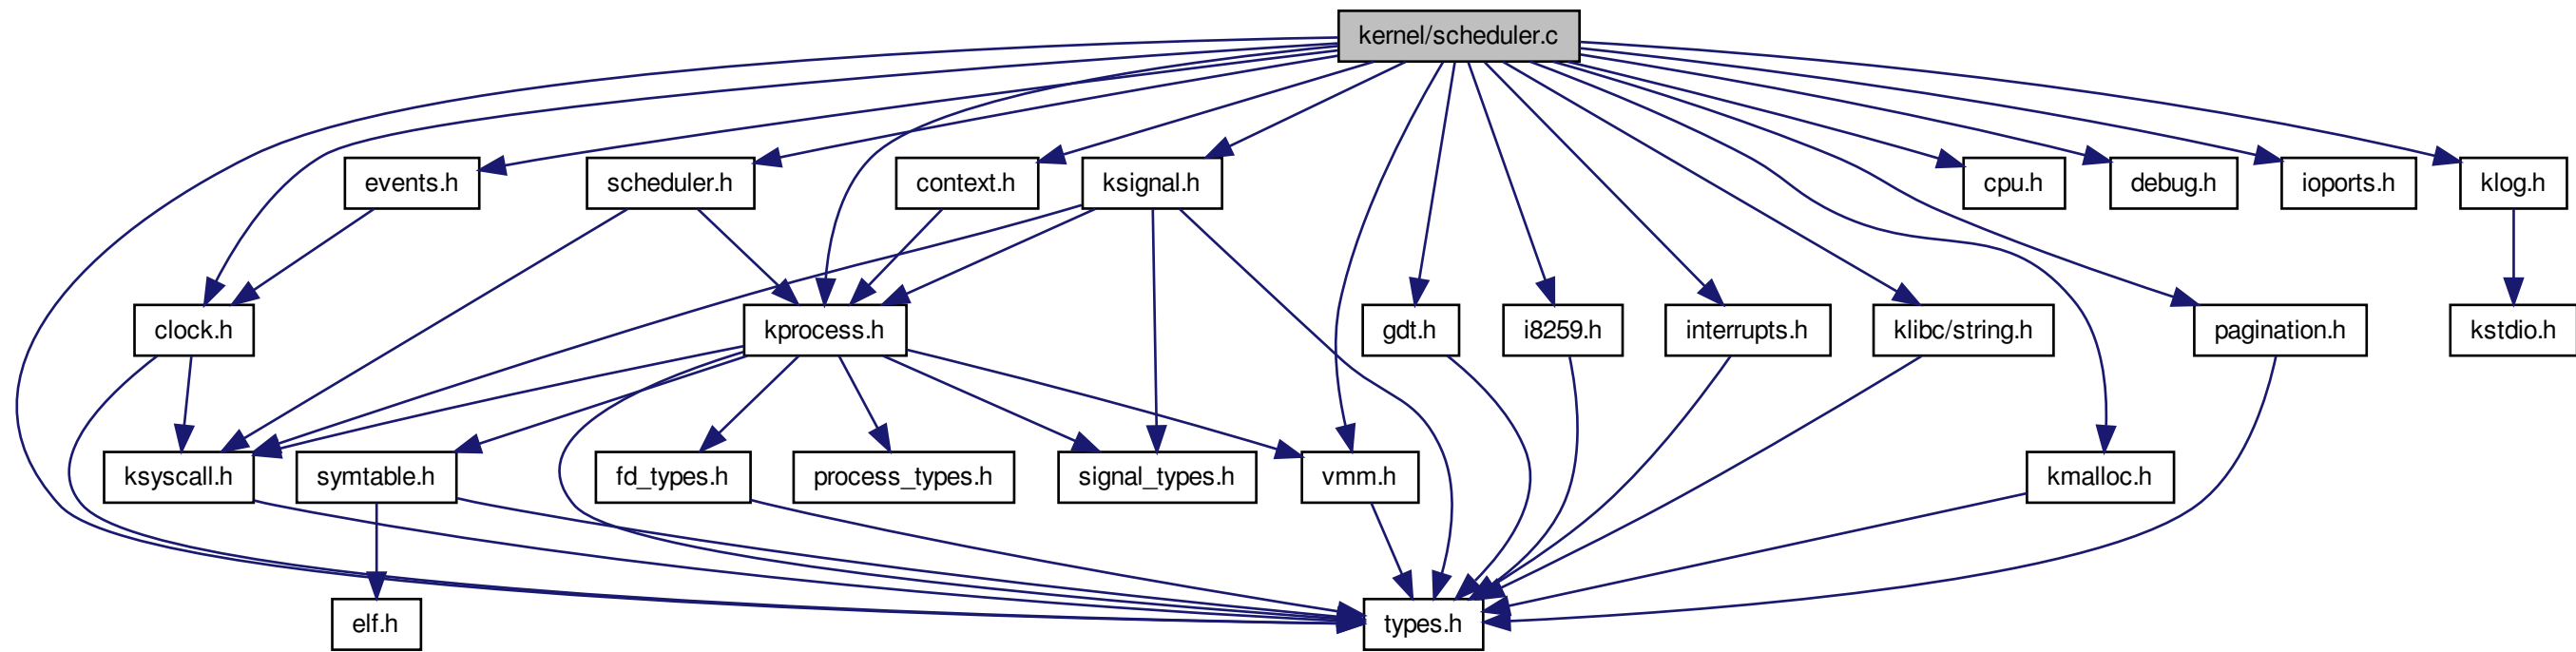 kernel/scheduler.c
events.h
scheduler.h
context.h
ksignal.h
cpu.h
debug.h
ioports.h
klog.h
clock.h
kprocess.h
gdt.h
i8259.h
interrupts.h
klibc/string.h
pagination.h
kstdio.h
ksyscall.h
symtable.h
fd_types.h
process_types.h
signal_types.h
vmm.h
kmalloc.h
elf.h
types.h